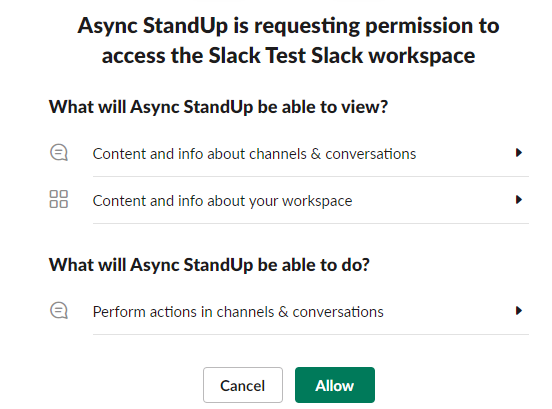 Async StandUp is requesting permission to
access the Slack Test Slack workspace
What will Async StandUp be able to view?
Content and info about channels & conversations
Content and info about your workspace
What will Async StandUp be able to do?
Perform actions in channels & conversations
Cancel
Allow